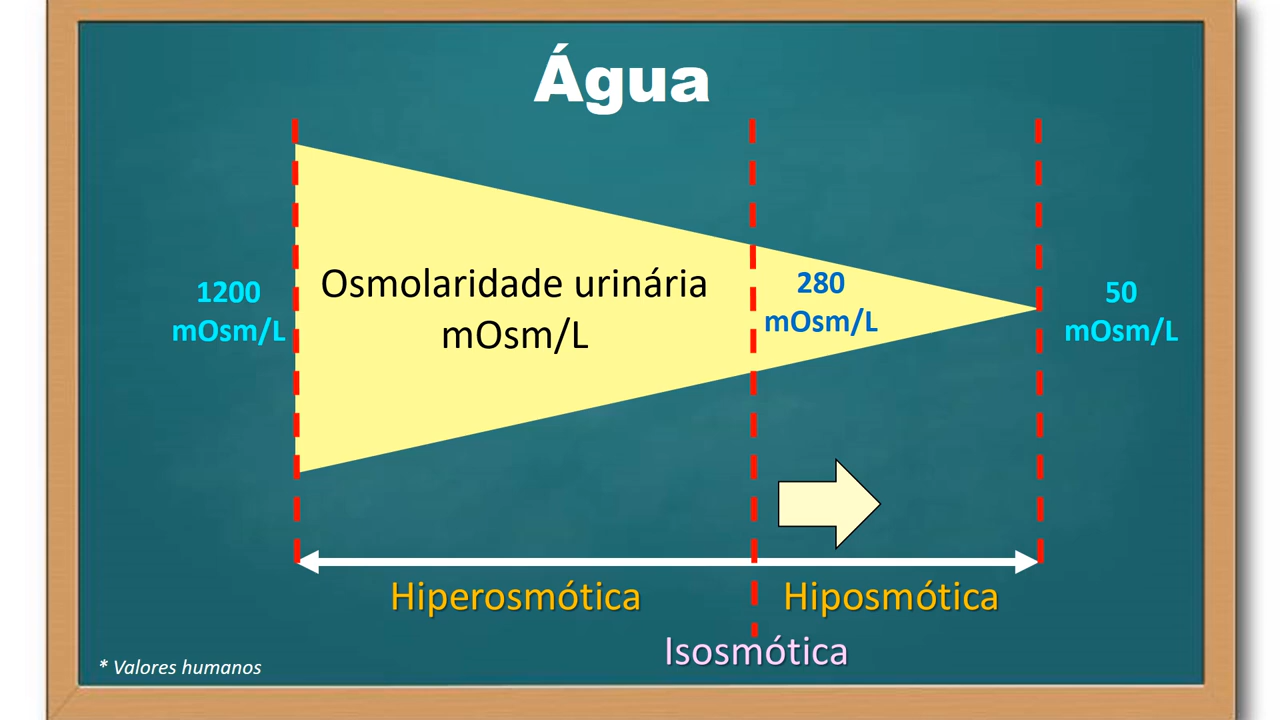 Água
1200
mOsm/L
Osmolaridade urinária
mOsm/L
280
mOsm/L
50
mOsm/L
Hiperosmótica
Hiposmótica
Isosmótica
* Valores humanos